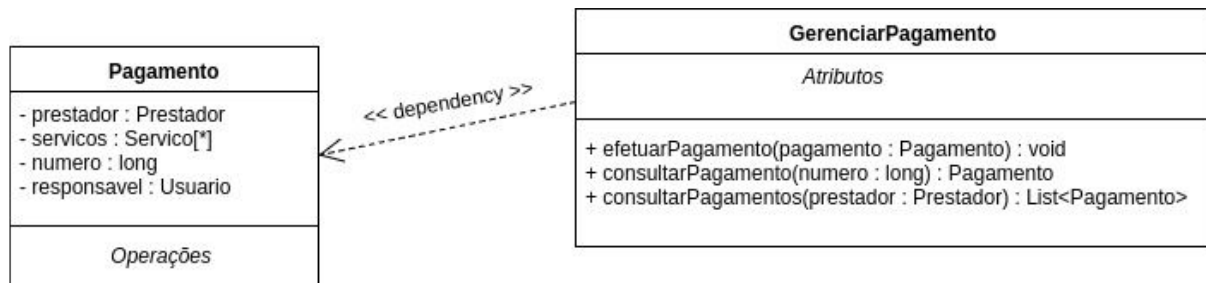 Pagamento
- prestador : Prestador
- servicos : Servico[*]
- numero : long
- responsavel : Usuario
Operações
<< dependency >>
GerenciarPagamento
Atributos
+ efetuarPagamento(pagamento : Pagamento) : void
+ consultarPagamento(numero : long) : Pagamento
+ consultarPagamentos(prestador : Prestador) : List<Pagamento>